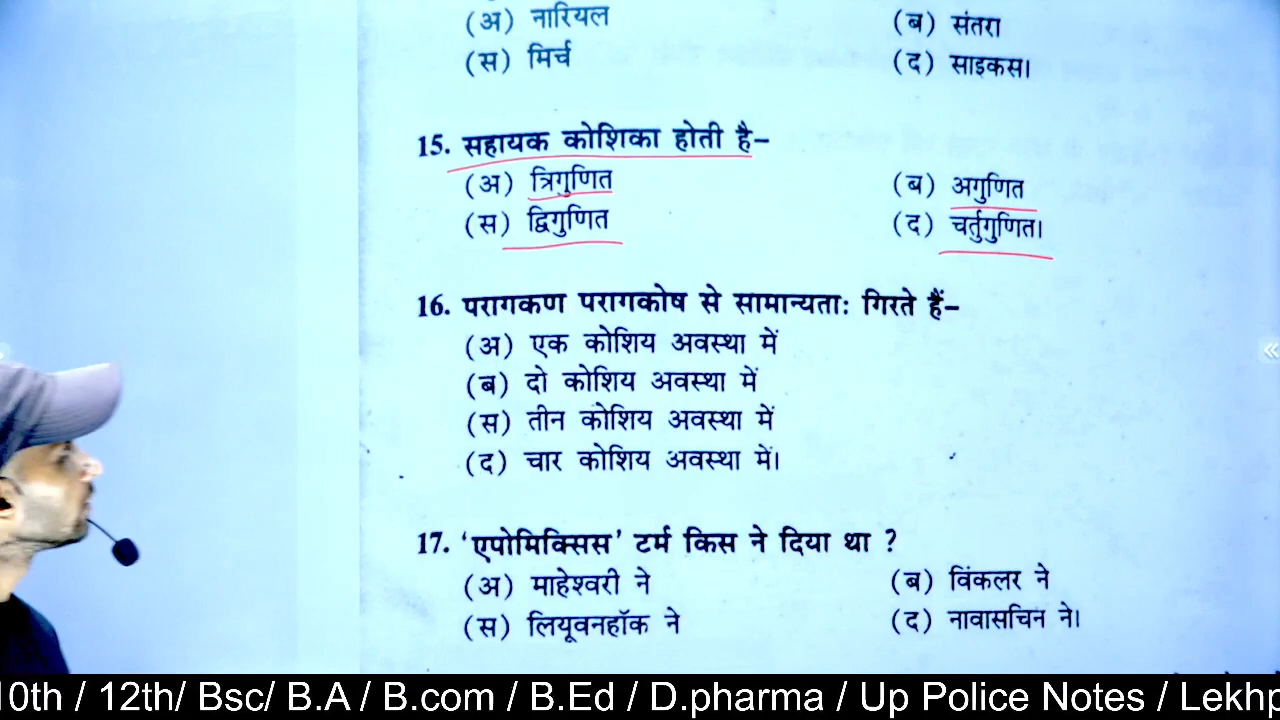 (अ) नारियल (ब) संतरा
(स) मिर्च (द) साइकस।
15. सहायक कोशिका होती है–
(अ) त्रिगुणित (ब) अगुणित
(स) द्विगुणित (द) चर्तुगुणित।
16. परागकण परागकोष से सामान्यताः गिरते हैं–
(अ) एक कोशिय अवस्था में
(ब) दो कोशिय अवस्था में
(स) तीन कोशिय अवस्था में
(द) चार कोशिय अवस्था में।
17. ‘एपोमिक्सिस’ टर्म किस ने दिया था ?
(अ) माहेश्वरी ने (ब) विंकलर ने
(स) लियूवनहॉक ने (द) नावासचिन ने।
10th / 12th/ Bsc/ B.A / B.com / B.Ed / D.pharma / Up Police Notes / Lekhp